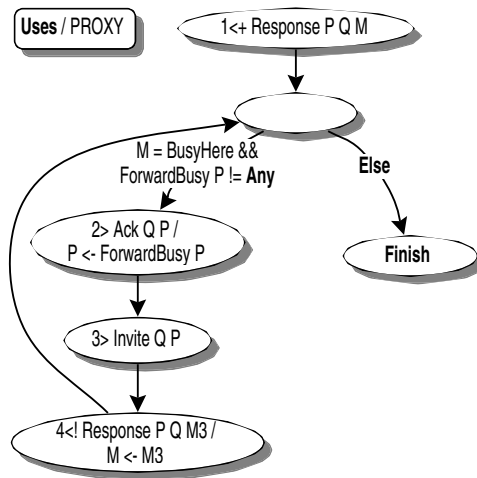 Uses / PROXY
1<+ Response P Q M
M = BusyHere &&
ForwardBusy P != Any
Else
2> Ack Q P /
P <- ForwardBusy P
Finish
3> Invite Q P
4<! Response P Q M3 /
M <- M3